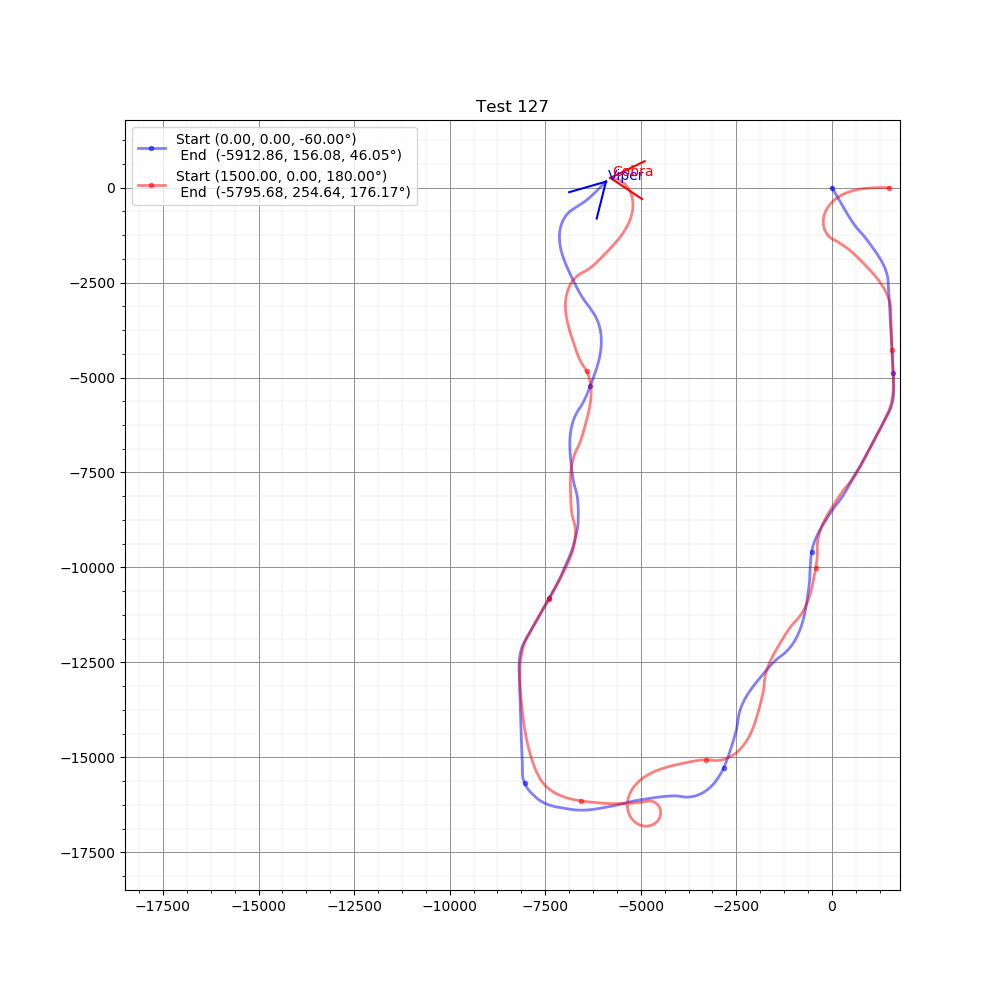 Test 127
Start (0.00, 0.00, -60.00°)
End (-5912.86, 156.08, 46.05°)
Start (1500.00, 0.00, 180.00°)
End (-5795.68, 254.64, 176.17°)
Cobra
Viper
0
−2500
−5000
−7500
−10000
−12500
−15000
−17500
−17500 −15000 −12500 −10000 −7500 −5000 −2500 0